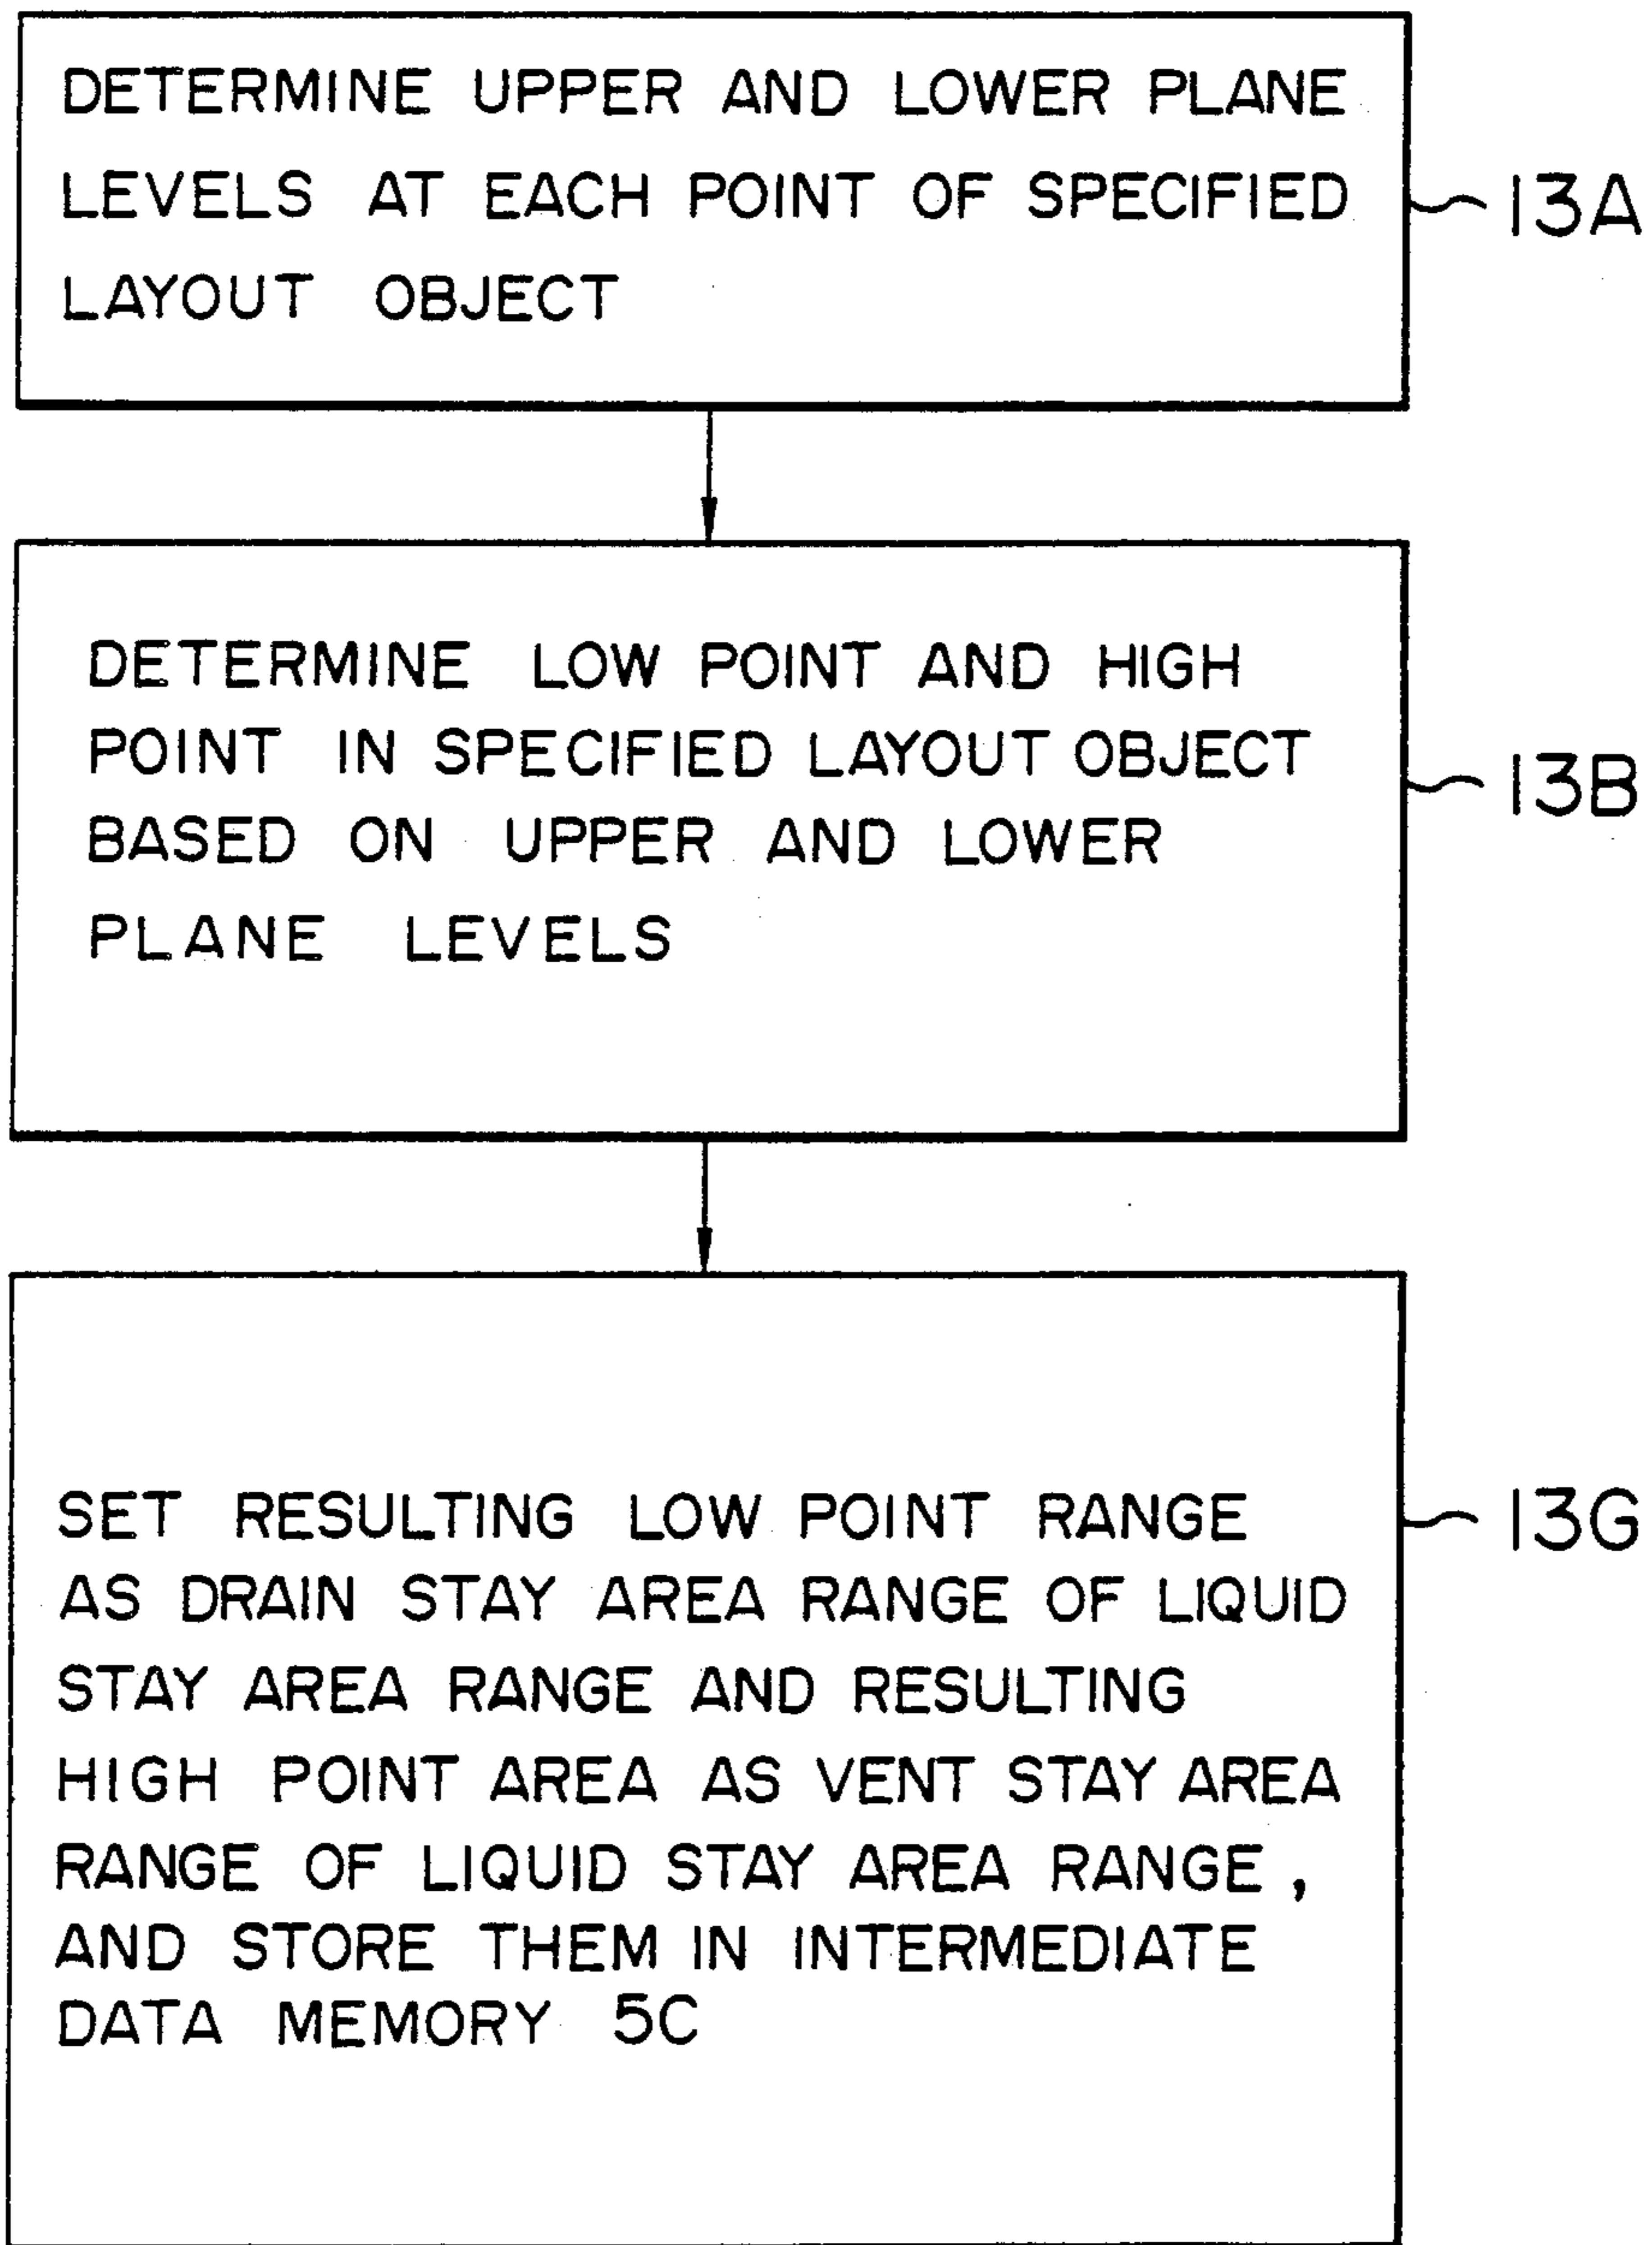 DETERMINE UPPER AND LOWER PLANE
LEVELS AT EACH POINT OF SPECIFIED
LAYOUT OBJECT
13A
DETERMINE LOW POINT AND HIGH
POINT IN SPECIFIED LAYOUT OBJECT
BASED ON UPPER AND LOWER
PLANE LEVELS
13B
SET RESULTING LOW POINT RANGE
AS DRAIN STAY AREA RANGE OF LIQUID
STAY AREA RANGE AND RESULTING
HIGH POINT AREA AS VENT STAY AREA
RANGE OF LIQUID STAY AREA RANGE,
AND STORE THEM IN INTERMEDIATE
DATA MEMORY 5C
13G